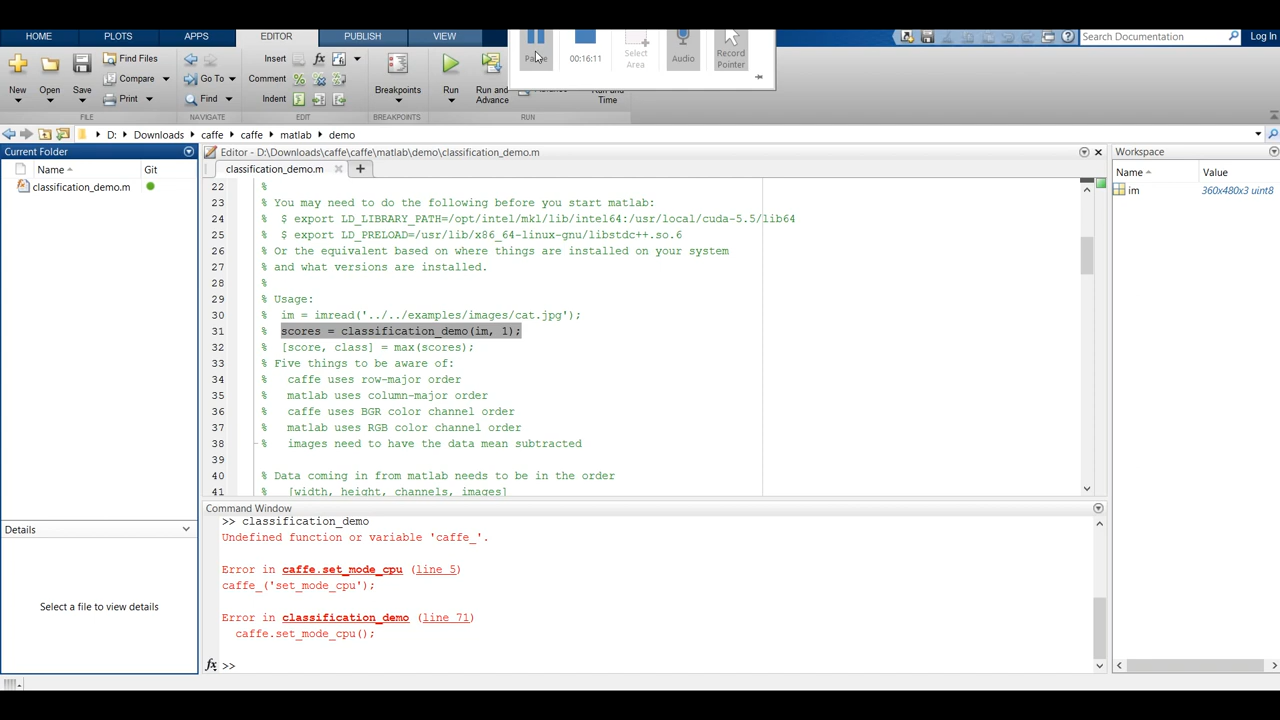 HOME PLOTS APPS EDITOR PUBLISH VIEW
Search Documentation Log In
00:16:11
Select Area
Audio
Record Pointer
New Open Save
Find Files
Compare
Print
Go To
Find
Insert
Comment
Indent
Breakpoints
Run
Run and Advance
Run and Time
FILE NAVIGATE EDIT BREAKPOINTS RUN
D: Downloads caffe caffe matlab demo
Current Folder
Name Git
classification_demo.m
Details
Select a file to view details
Editor - D:\Downloads\caffe\caffe\matlab\demo\classification_demo.m
classification_demo.m
22 %
23 % You may need to do the following before you start matlab:
24 % $ export LD_LIBRARY_PATH=/opt/intel/mkl/lib/intel64:/usr/local/cuda-5.5/lib64
25 % $ export LD_PRELOAD=/usr/lib/x86_64-linux-gnu/libstdc++.so.6
26 % Or the equivalent based on where things are installed on your system
27 % and what versions are installed.
28 %
29 % Usage:
30 % im = imread('../../examples/images/cat.jpg');
31 % scores = classification_demo(im, 1);
32 % [score, class] = max(scores);
33 % Five things to be aware of:
34 % caffe uses row-major order
35 % matlab uses column-major order
36 % caffe uses BGR color channel order
37 % matlab uses RGB color channel order
38 % images need to have the data mean subtracted
39
40 % Data coming in from matlab needs to be in the order
41 % [width, height, channels, images]
Command Window
>> classification_demo
Undefined function or variable 'caffe_'.
Error in caffe.set_mode_cpu (line 5)
caffe_('set_mode_cpu');
Error in classification_demo (line 71)
caffe.set_mode_cpu();
fx >>
Workspace
Name Value
im 360x480x3 uint8